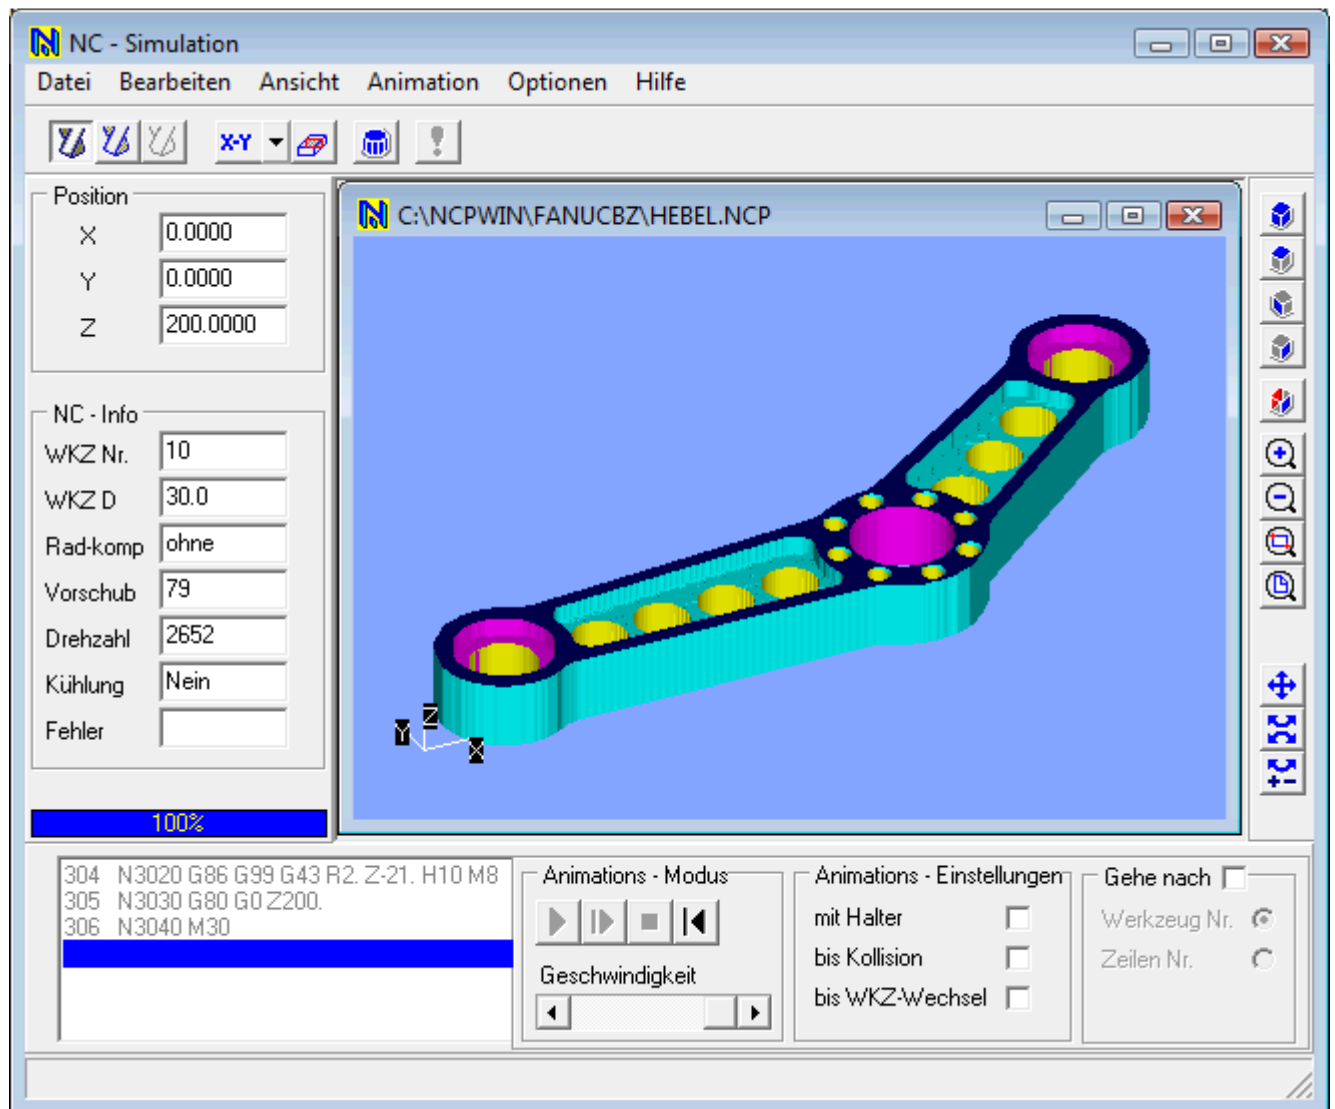 NC - Simulation
Datei Bearbeiten Ansicht Animation Optionen Hilfe
X-Y
Position
X 0.0000
Y 0.0000
Z 200.0000
NC - Info
WKZ Nr. 10
WKZ D 30.0
Rad-komp ohne
Vorschub 79
Drehzahl 2652
Kühlung Nein
Fehler
100%
C:\NCPWIN\FANUCBZ\HEBEL.NCP
Z
Y
X
304 N3020 G86 G99 G43 R2. Z-21. H10 M8
305 N3030 G80 G0 Z200.
306 N3040 M30
Animations - Modus
Geschwindigkeit
Animations - Einstellungen
mit Halter
bis Kollision
bis WKZ-Wechsel
Gehe nach
Werkzeug Nr.
Zeilen Nr.